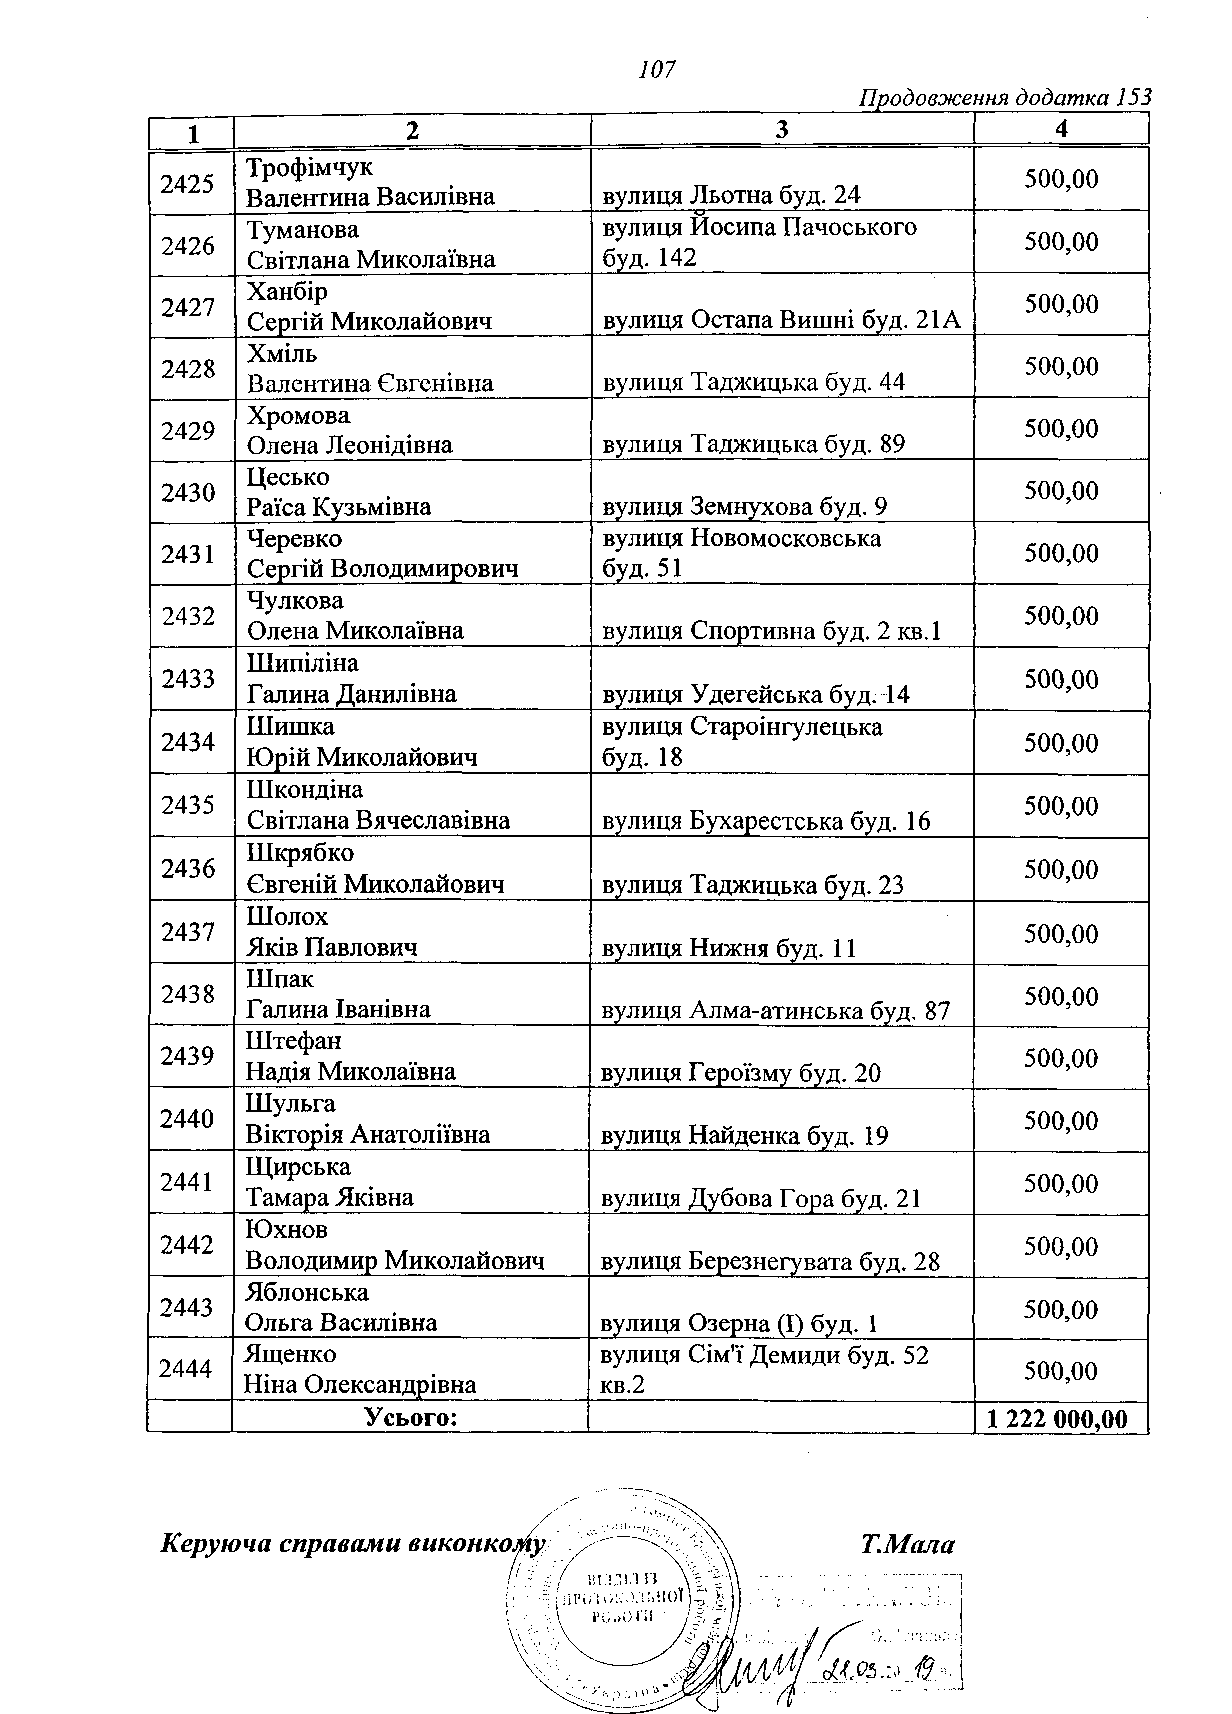 107
Продовження додатка 153
1 2 3 4
2425 Трофімчук
Валентина Василівна вулиця Льотна буд. 24 500,00
2426 Туманова вулиця Йосипа Пачоського
Світлана Миколаївна буд. 142 500,00
2427 Ханбір
Сергій Миколайович вулиця Остапа Вишні буд. 21А 500,00
2428 Хміль
Валентина Євгенівна вулиця Таджицька буд. 44 500,00
2429 Хромова
Олена Леонідівна вулиця Таджицька буд. 89 500,00
2430 Цесько
Раїса Кузьмівна вулиця Земнухова буд. 9 500,00
2431 Черевко вулиця Новомосковська
Сергій Володимирович буд. 51 500,00
2432 Чулкова
Олена Миколаївна вулиця Спортивна буд. 2 кв.1 500,00
2433 Шипіліна
Галина Данилівна вулиця Удегейська буд. 14 500,00
2434 Шишка вулиця Староінгулецька
Юрій Миколайович буд. 18 500,00
2435 Шкондіна
Світлана Вячеславівна вулиця Бухарестська буд. 16 500,00
2436 Шкрябко
Євгеній Миколайович вулиця Таджицька буд. 23 500,00
2437 Шолох
Яків Павлович вулиця Нижня буд. 11 500,00
2438 Шпак
Галина Іванівна вулиця Алма-атинська буд. 87 500,00
2439 Штефан
Надія Миколаївна вулиця Героїзму буд. 20 500,00
2440 Шульга
Вікторія Анатоліївна вулиця Найденка буд. 19 500,00
2441 Щирська
Тамара Яківна вулиця Дубова Гора буд. 21 500,00
2442 Юхнов
Володимир Миколайович вулиця Березнегувата буд. 28 500,00
2443 Яблонська
Ольга Василівна вулиця Озерна (І) буд. 1 500,00
2444 Ященко вулиця Сім'ї Демиди буд. 52
Ніна Олександрівна кв.2 500,00
Усього: 1 222 000,00
Керуюча справами виконкому Т.Мала
ВІДДІЛ ІЗ
ПРОТОКОЛЬНОЇ
РОБОТИ
Україна
21.03.20 19